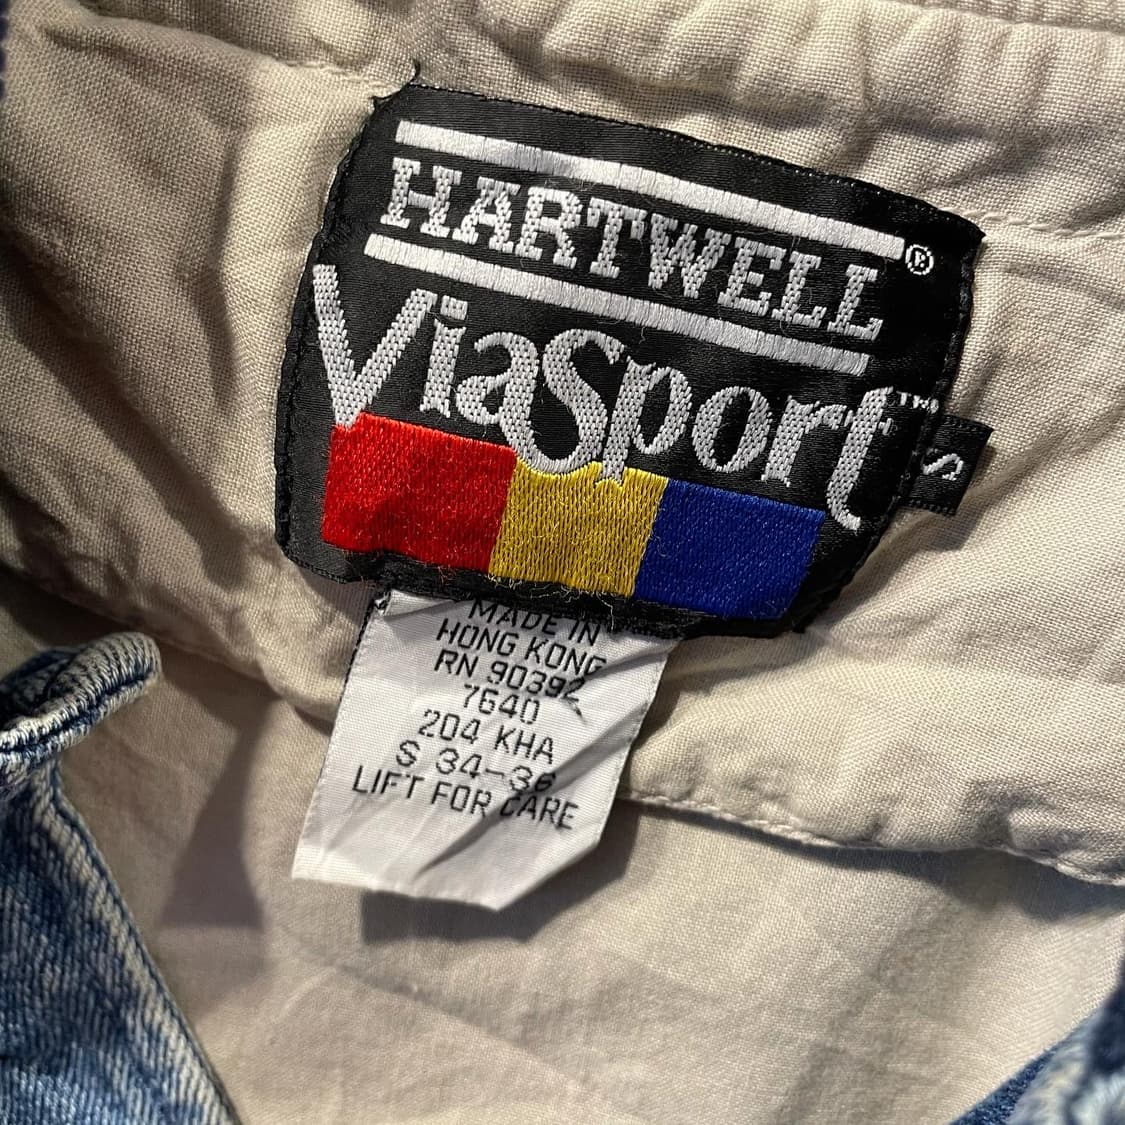 HARTWELL®
ViaSport™
S
MADE IN
HONG KONG
RN 90392
7640
204 KHA
S 34-36
LIFT FOR CARE